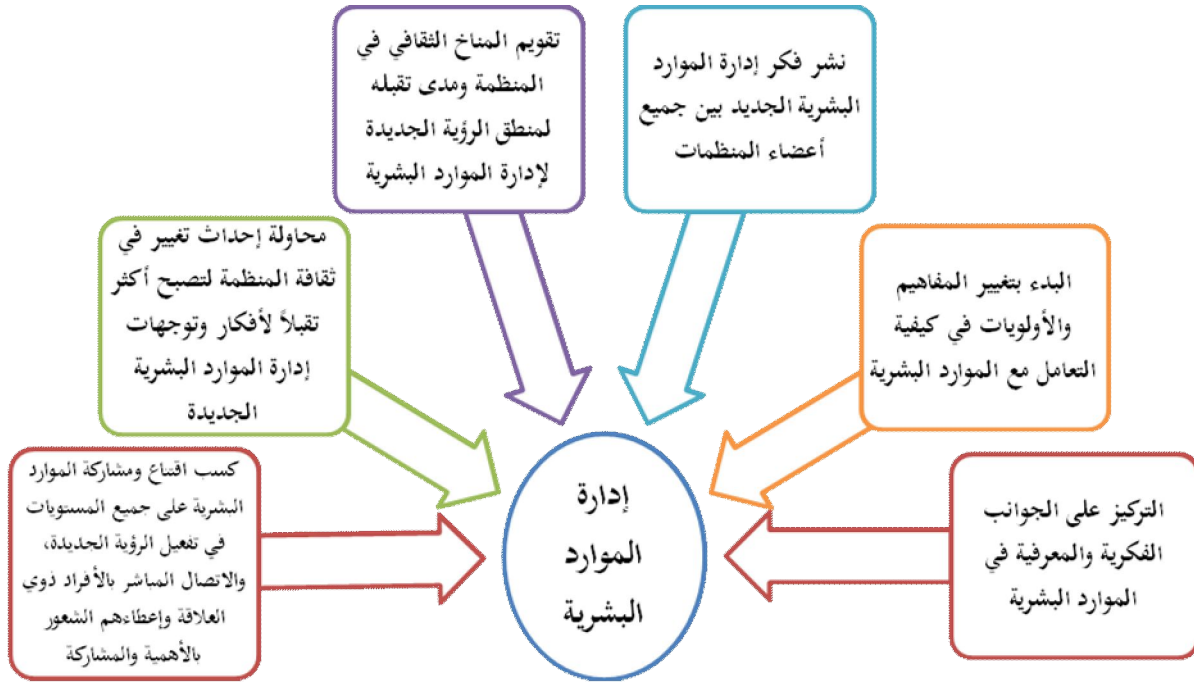 نشر فكر إدارة الموارد
البشرية الجديد بين جميع
أعضاء المنظمات
تقويم المناخ الثقافي في
المنظمة ومدى تقبله
لمنطق الرؤية الجديدة
لإدارة الموارد البشرية
البدء بتغيير المفاهيم
والأولويات في كيفية
التعامل مع الموارد البشرية
محاولة إحداث تغيير في
ثقافة المنظمة لتصبح أكثر
تقبلاً لأفكار وتوجهات
إدارة الموارد البشرية
الجديدة
التركيز على الجوانب
الفكرية والمعرفية في
الموارد البشرية
إدارة
الموارد
البشرية
كسب اقتناع ومشاركة الموارد
البشرية على جميع المستويات
في تفعيل الرؤية الجديدة،
والاتصال المباشر بالأفراد ذوي
العلاقة وإعطاءهم الشعور
بالأهمية والمشاركة